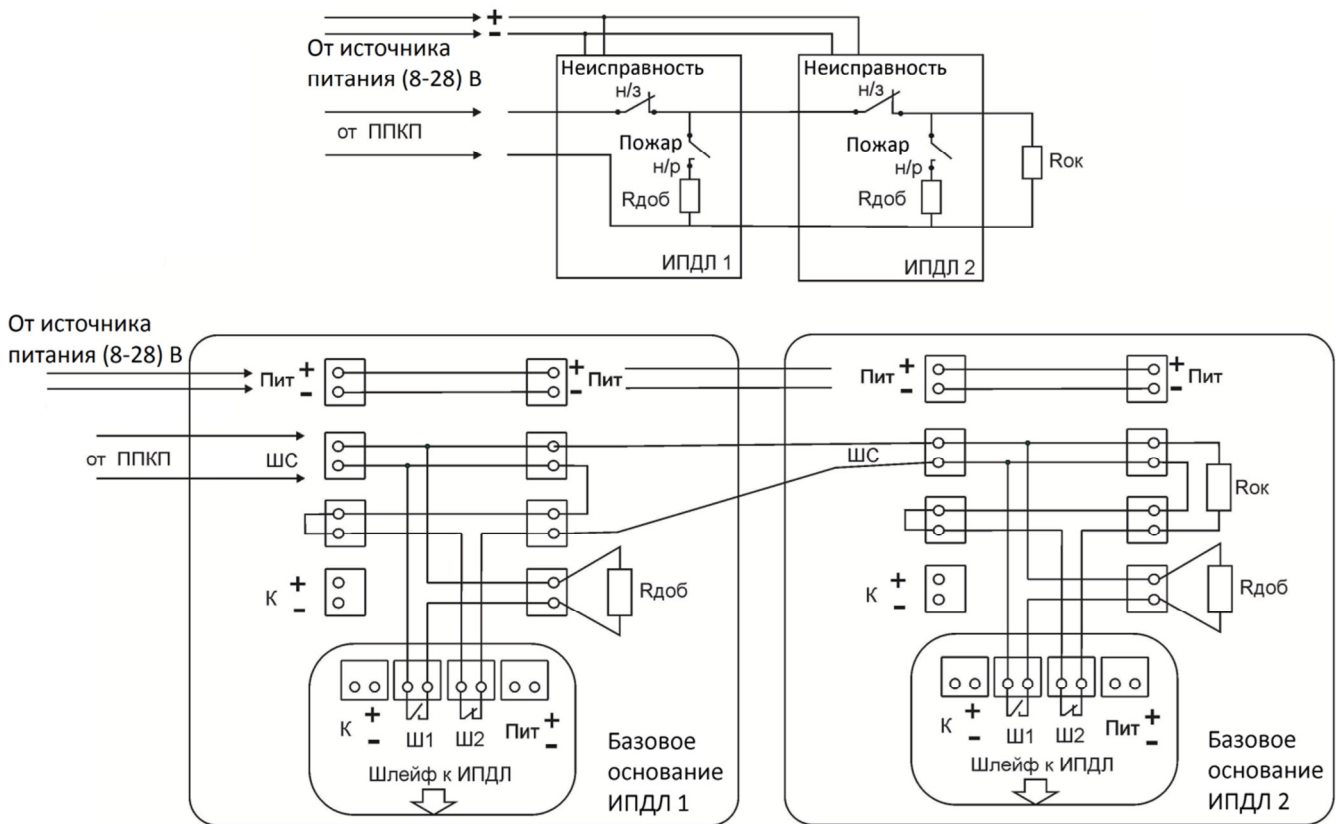 +
-
От источника
питания (8-28) В
от ППКП
Неисправность
н/з
Пожар
н/р
Rдоб
ИПДЛ 1
Неисправность
н/з
Пожар
н/р
Rдоб
ИПДЛ 2
Rок
От источника
питания (8-28) В
Пит + -
+ - Пит
Пит + -
+ - Пит
от ППКП
ШС
ШС
Rок
К + -
Rдоб
К + -
Rдоб
К + -
Ш1
Ш2
Пит + -
Шлейф к ИПДЛ
Базовое
основание
ИПДЛ 1
К + -
Ш1
Ш2
Пит + -
Шлейф к ИПДЛ
Базовое
основание
ИПДЛ 2